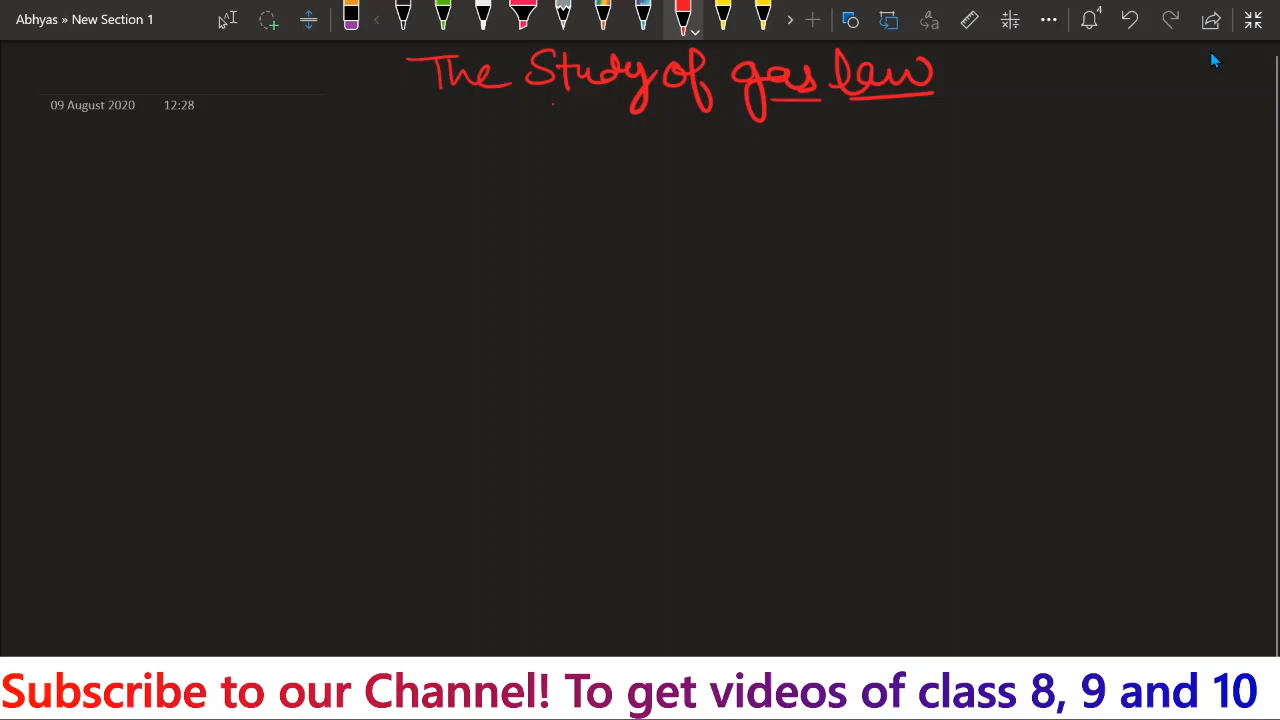 Abhyas » New Section 1
4
The Study of gas law
09 August 2020 12:28
Subscribe to our Channel! To get videos of class 8, 9 and 10